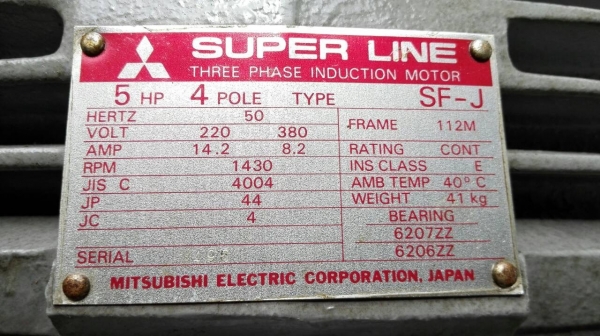 SUPER LINE
THREE PHASE INDUCTION MOTOR
5 HP 4 POLE TYPE SF-J
HERTZ 50
VOLT 220 380
AMP 14.2 8.2
RPM 1430
JIS C 4004
JP 44
JC 4
SERIAL
FRAME 112M
RATING CONT
INS CLASS E
AMB TEMP 40°C
WEIGHT 41 kg
BEARING
6207ZZ
6206ZZ
MITSUBISHI ELECTRIC CORPORATION, JAPAN